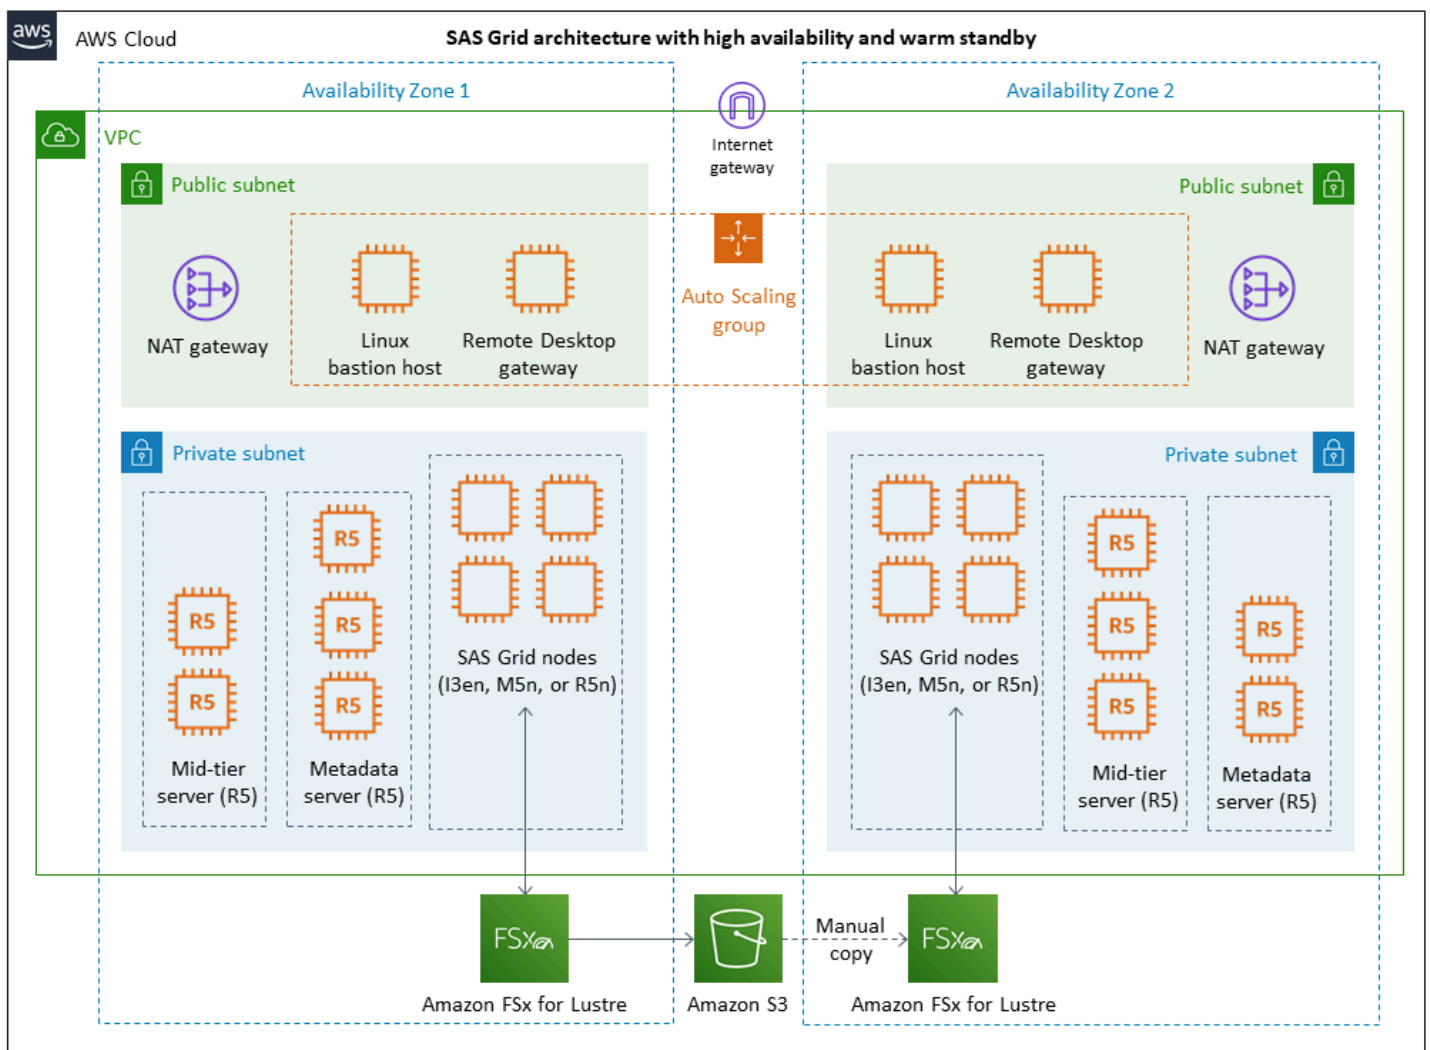 aws
AWS Cloud
SAS Grid architecture with high availability and warm standby
Availability Zone 1
Availability Zone 2
Internet
gateway
VPC
Public subnet
Public subnet
NAT gateway
Linux
bastion host
Remote Desktop
gateway
Auto Scaling
group
Linux
bastion host
Remote Desktop
gateway
NAT gateway
Private subnet
Private subnet
R5
R5
Mid-tier
server (R5)
R5
R5
R5
Metadata
server (R5)
SAS Grid nodes
(I3en, M5n, or R5n)
SAS Grid nodes
(I3en, M5n, or R5n)
R5
R5
R5
Mid-tier
server (R5)
R5
R5
Metadata
server (R5)
FSx
Amazon FSx for Lustre
Amazon S3
Manual
copy
FSx
Amazon FSx for Lustre